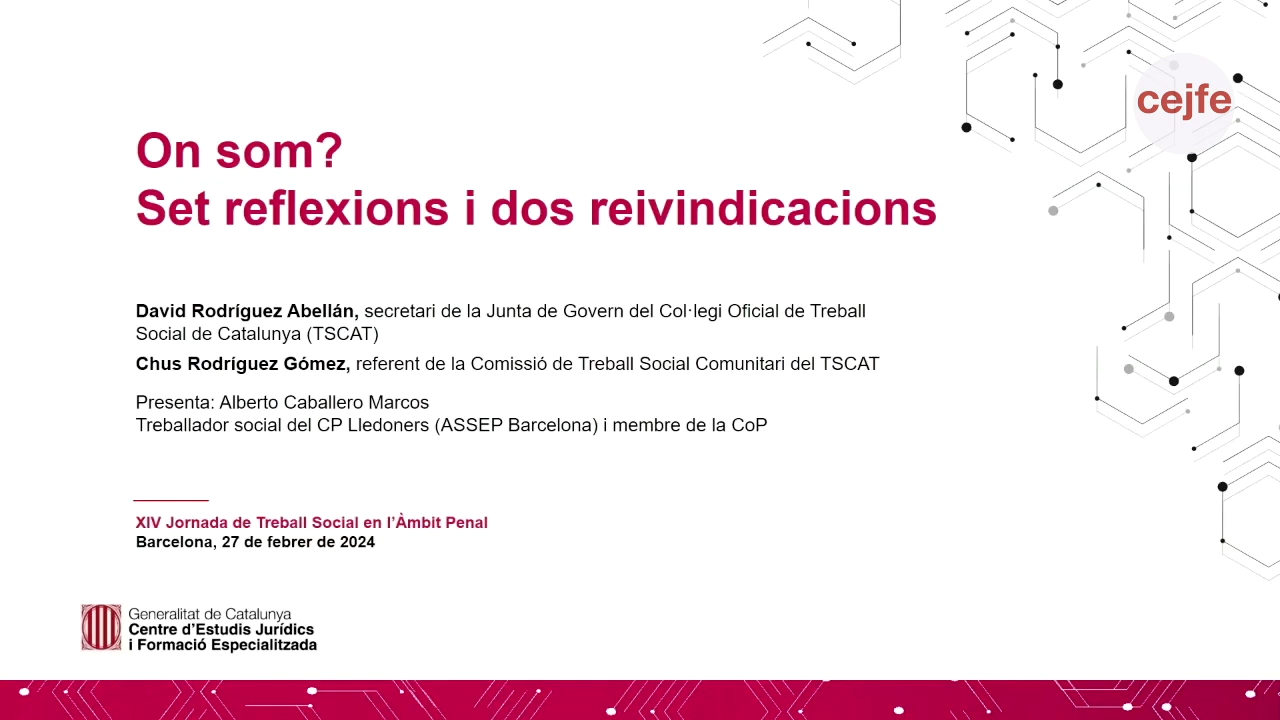 cejfe
On som?
Set reflexions i dos reivindicacions
David Rodríguez Abellán, secretari de la Junta de Govern del Col·legi Oficial de Treball
Social de Catalunya (TSCAT)
Chus Rodríguez Gómez, referent de la Comissió de Treball Social Comunitari del TSCAT
Presenta: Alberto Caballero Marcos
Treballador social del CP Lledoners (ASSEP Barcelona) i membre de la CoP
XIV Jornada de Treball Social en l’Àmbit Penal
Barcelona, 27 de febrer de 2024
Generalitat de Catalunya
Centre d’Estudis Jurídics
i Formació Especialitzada